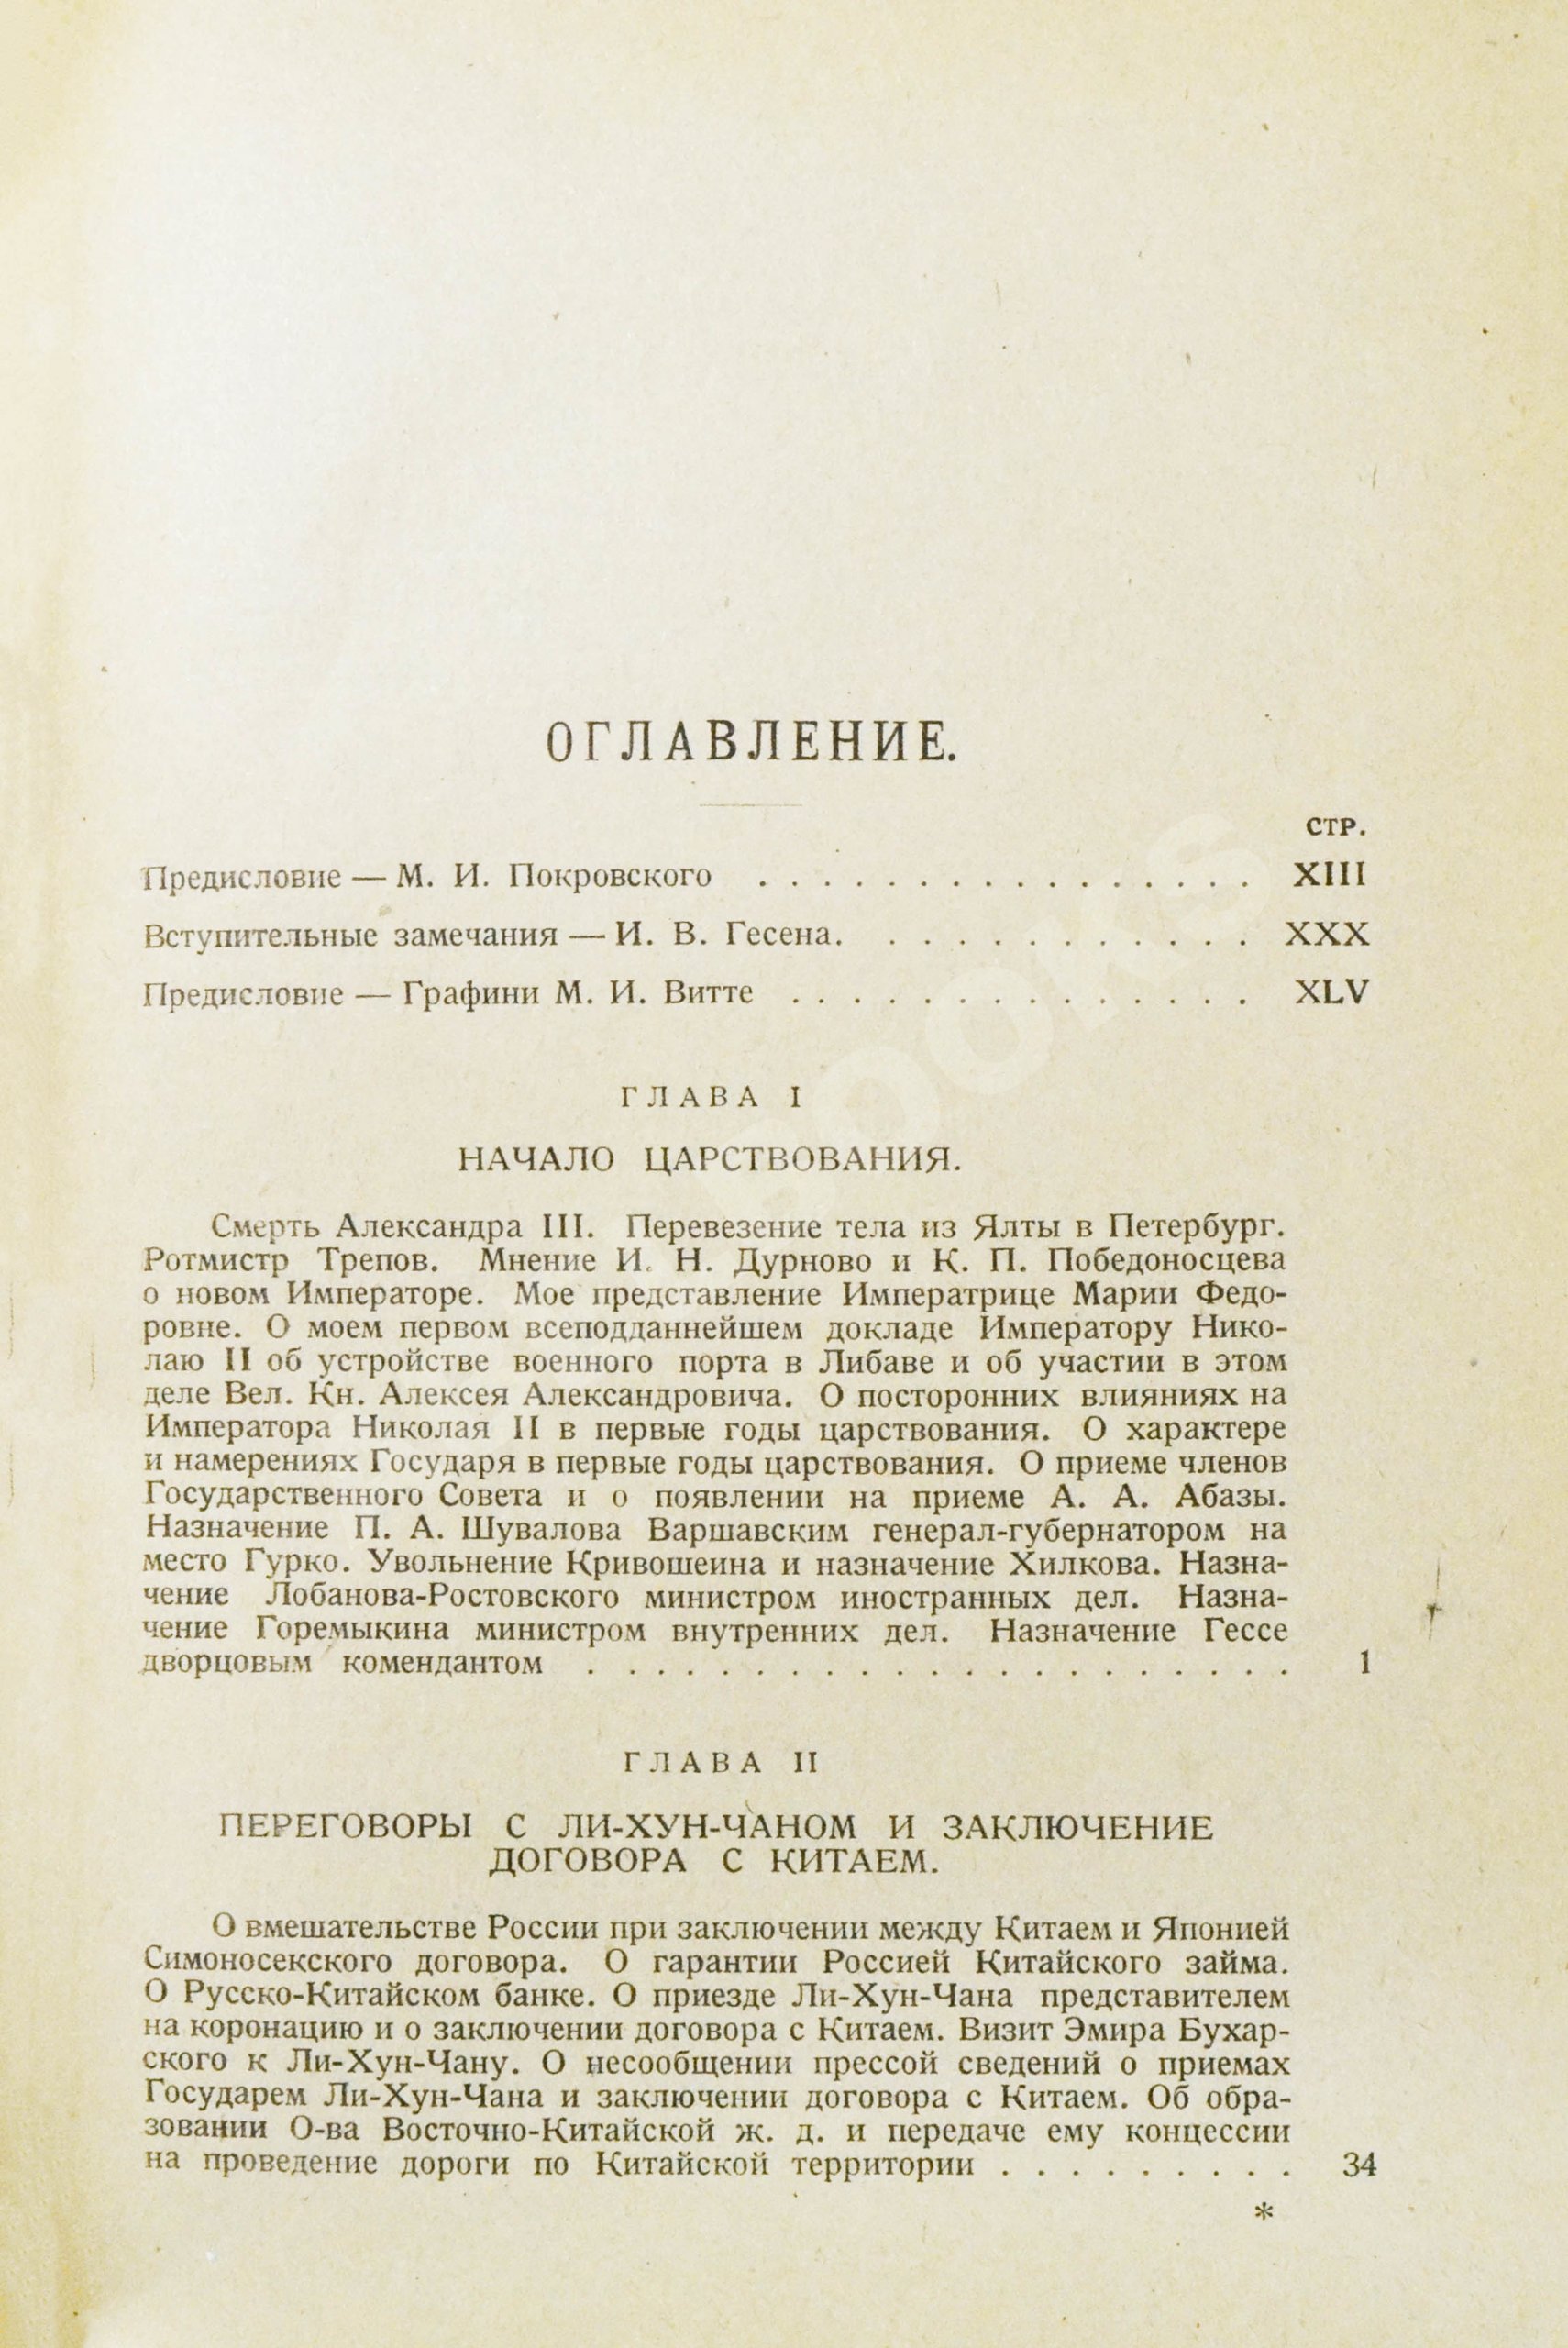 ОГЛАВЛЕНИЕ.
СТР.
Предисловие — М. И. Покровского . . . . . . . . . . . . . . . . XIII
Вступительные замечания — И. В. Гесена. . . . . . . . . . . . . XXX
Предисловие — Графини М. И. Витте . . . . . . . . . . . . . . . XLV
ГЛАВА I
НАЧАЛО ЦАРСТВОВАНИЯ.
Смерть Александра III. Перевезение тела из Ялты в Петербург.
Ротмистр Трепов. Мнение И. Н. Дурново и К. П. Победоносцева
о новом Императоре. Мое представление Императрице Марии Федо-
ровне. О моем первом всеподданнейшем докладе Императору Нико-
лаю II об устройстве военного порта в Либаве и об участии в этом
деле Вел. Кн. Алексея Александровича. О посторонних влияниях на
Императора Николая II в первые годы царствования. О характере
и намерениях Государя в первые годы царствования. О приеме членов
Государственного Совета и о появлении на приеме А. А. Абазы.
Назначение П. А. Шувалова Варшавским генерал-губернатором на
место Гурко. Увольнение Кривошеина и назначение Хилкова. Назна-
чение Лобанова-Ростовского министром иностранных дел. Назна-
чение Горемыкина министром внутренних дел. Назначение Гессе
дворцовым комендантом . . . . . . . . . . . . . . . . . . . . . 1
ГЛАВА II
ПЕРЕГОВОРЫ С ЛИ-ХУН-ЧАНОМ И ЗАКЛЮЧЕНИЕ
ДОГОВОРА С КИТАЕМ.
О вмешательстве России при заключении между Китаем и Японией
Симоносекского договора. О гарантии Россией Китайского займа.
О Русско-Китайском банке. О приезде Ли-Хун-Чана представителем
на коронацию и о заключении договора с Китаем. Визит Эмира Бухар-
ского к Ли-Хун-Чану. О несообщении прессой сведений о приемах
Государем Ли-Хун-Чана и заключении договора с Китаем. Об обра-
зовании О-ва Восточно-Китайской ж. д. и передаче ему концессии
на проведение дороги по Китайской территории . . . . . . . . . 34
*